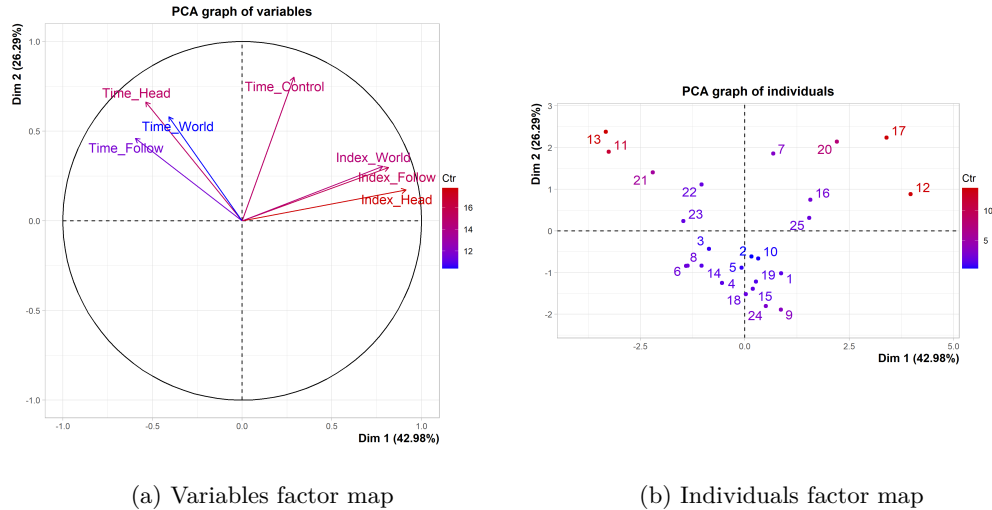 PCA graph of variables
Dim 2 (26.29%)
1.0
0.5
0.0
-0.5
-1.0
Time_Control
Time_Head
Time_World
Time_Follow
Index_World
Index_Follow
Index_Head
Ctr
16
14
12
-1.0 -0.5 0.0 0.5 1.0
Dim 1 (42.98%)
(a) Variables factor map
PCA graph of individuals
Dim 2 (26.29%)
3
2
1
0
-1
-2
13
11
17
20
7
21
22
12
16
23
25
3
2
10
8
6
14
5
19
1
4
18
15
24
9
Ctr
10
5
-2.5 0.0 2.5 5.0
Dim 1 (42.98%)
(b) Individuals factor map